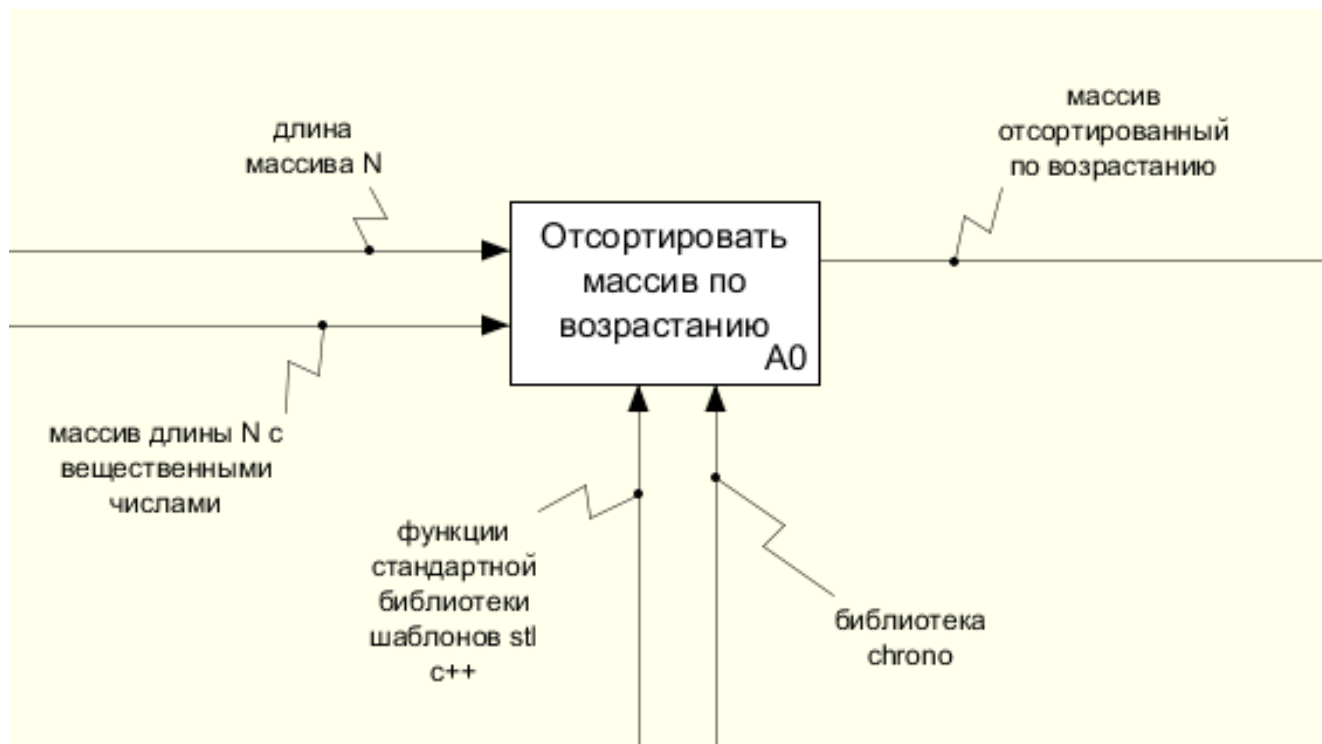 длина
массива N
массив
отсортированный
по возрастанию
Отсортировать
массив по
возрастанию
A0
массив длины N с
вещественными
числами
функции
стандартной
библиотеки
шаблонов stl
c++
библиотека
chrono